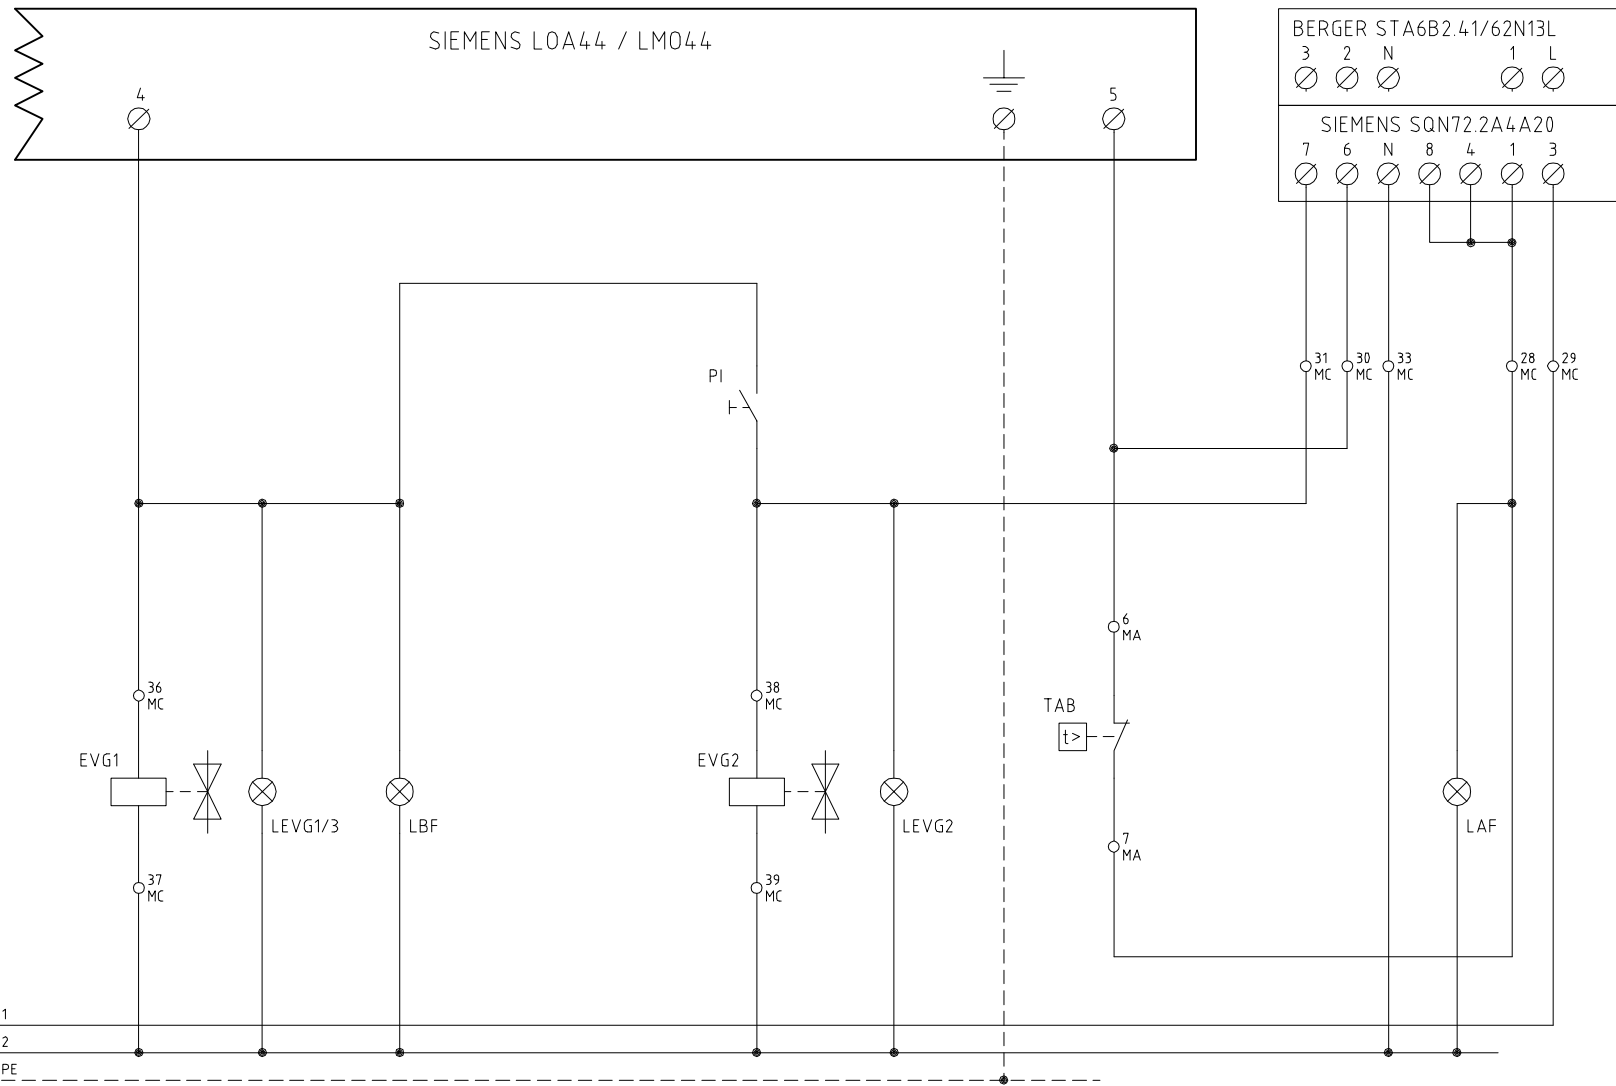 SIEMENS LOA44 / LMO44
BERGER STA6B2.41/62N13L
3 2 N 1 L
4
5
SIEMENS SQN72.2A4A20
7 6 N 8 4 1 3
31 MC
30 MC
33 MC
28 MC
29 MC
PI
6 MA
36 MC
38 MC
TAB
t>
EVG1
EVG2
LEVG1/3
LBF
LEVG2
LAF
7 MA
37 MC
39 MC
1
2
PE